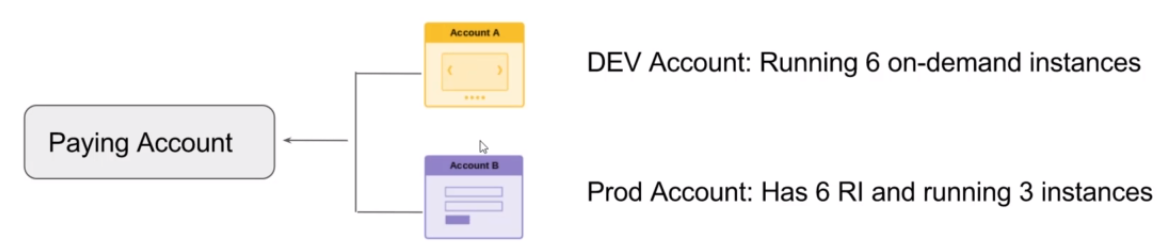 Account A
DEV Account: Running 6 on-demand instances
Paying Account
Account B
Prod Account: Has 6 RI and running 3 instances